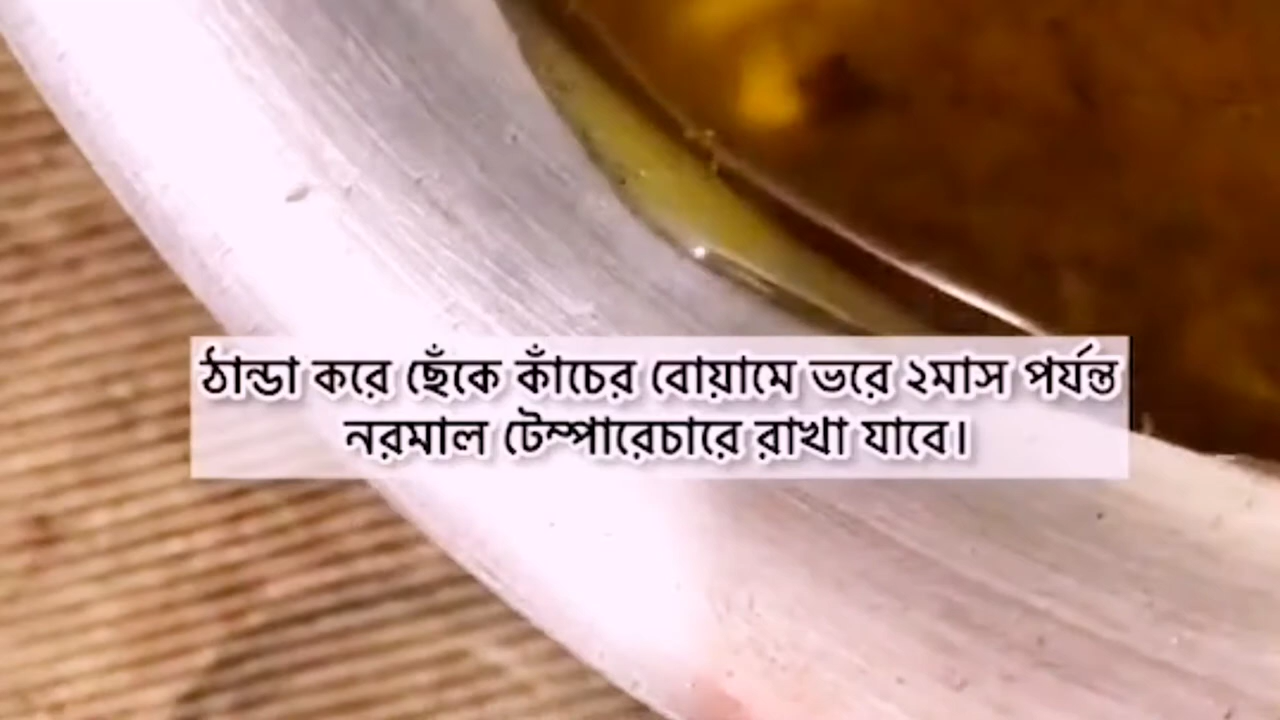 ঠান্ডা করে ছেঁকে কাঁচের বোয়ামে ভরে ২মাস পর্যন্ত
নরমাল টেম্পারেচারে রাখা যাবে।